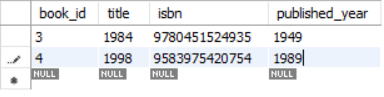 book_id title isbn published_year
3 1984 9780451524935 1949
4 1998 9583975420754 1989
NULL NULL NULL NULL